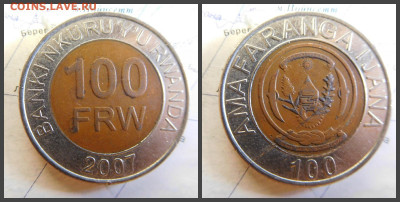 COINS.LAVE.RU
BANKI NKURU Y'U RWANDA
100
FRW
2007
AMAFARANGA IJANA
100